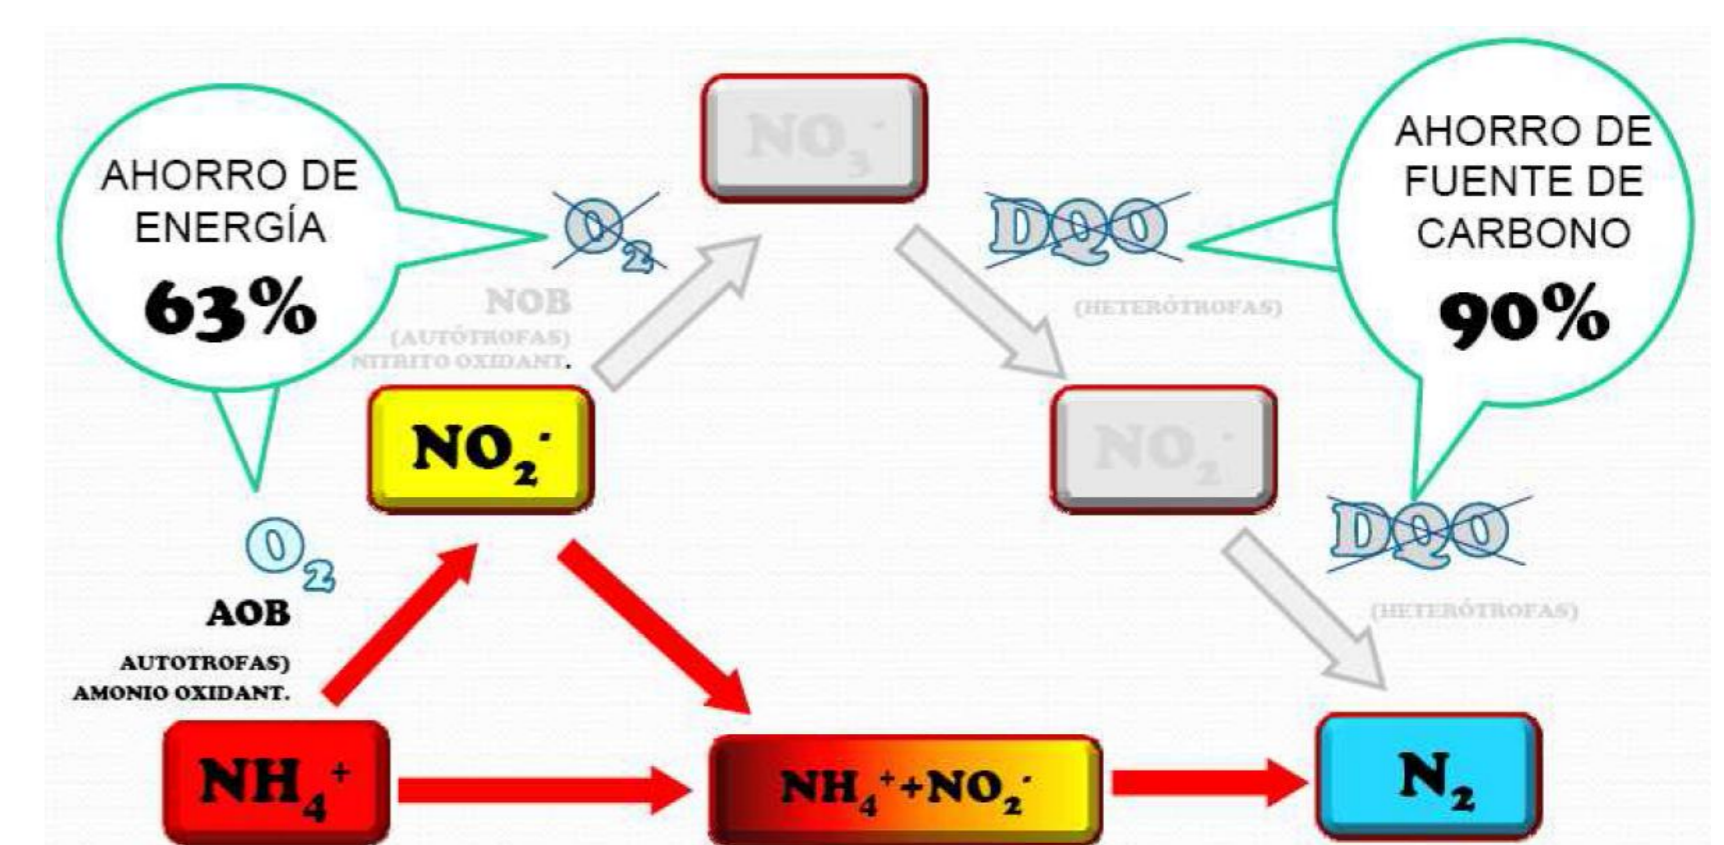 AHORRO DE
ENERGÍA
63%
O₂
NOB
(AUTÓTROFAS)
NITRITO OXIDANT.
NO₃⁻
DQO
(HETERÓTROFAS)
AHORRO DE
FUENTE DE
CARBONO
90%
NO₂⁻
NO₂⁻
DQO
(HETERÓTROFAS)
O₂
AOB
AUTOTROFAS)
AMONIO OXIDANT.
NH₄⁺
NH₄⁺+NO₂⁻
N₂